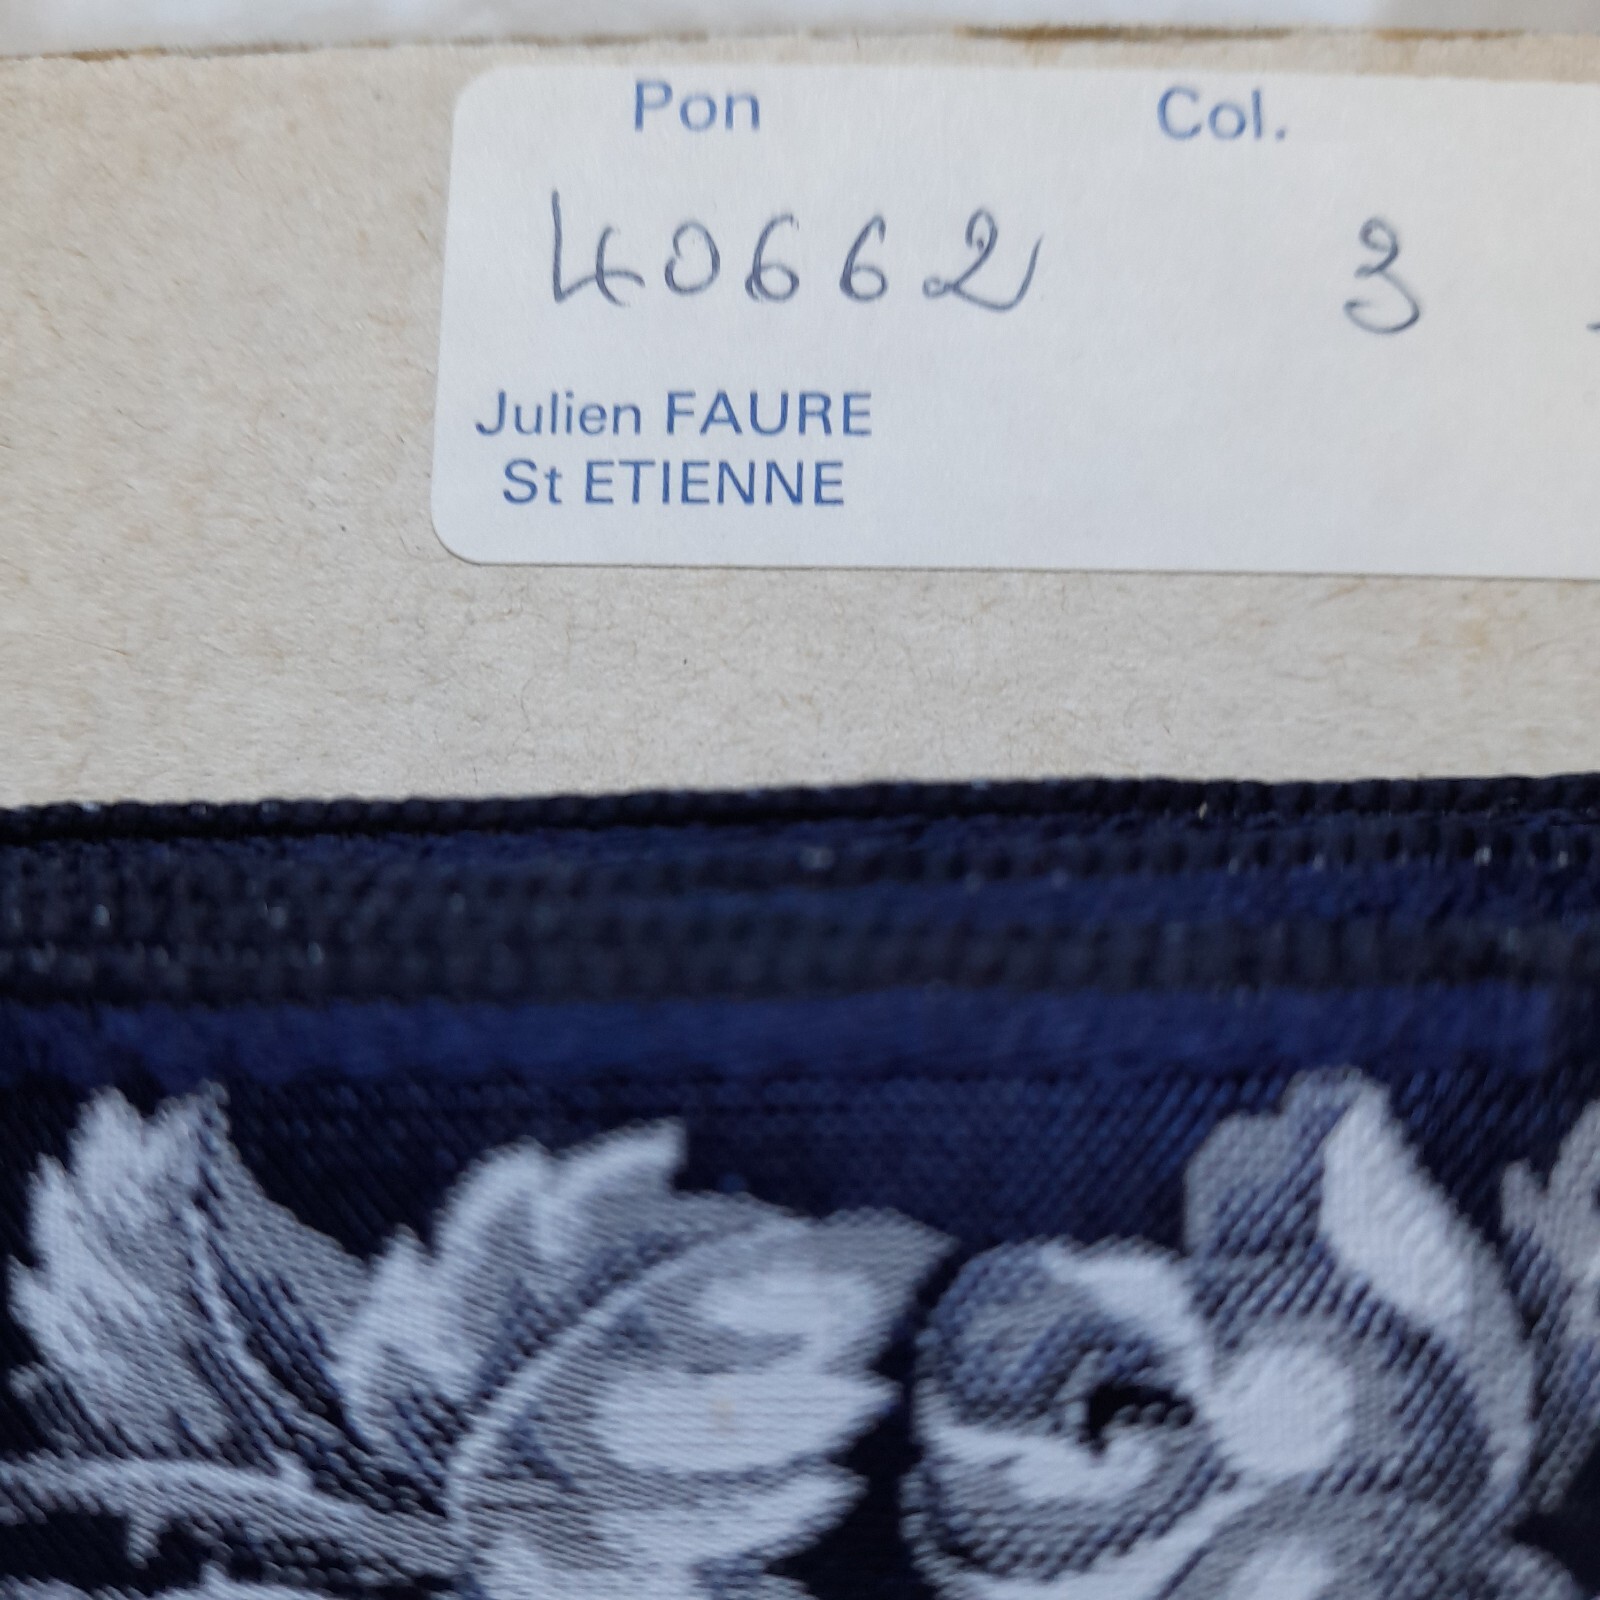 Pon Col.
40662 3
Julien FAURE
St ETIENNE